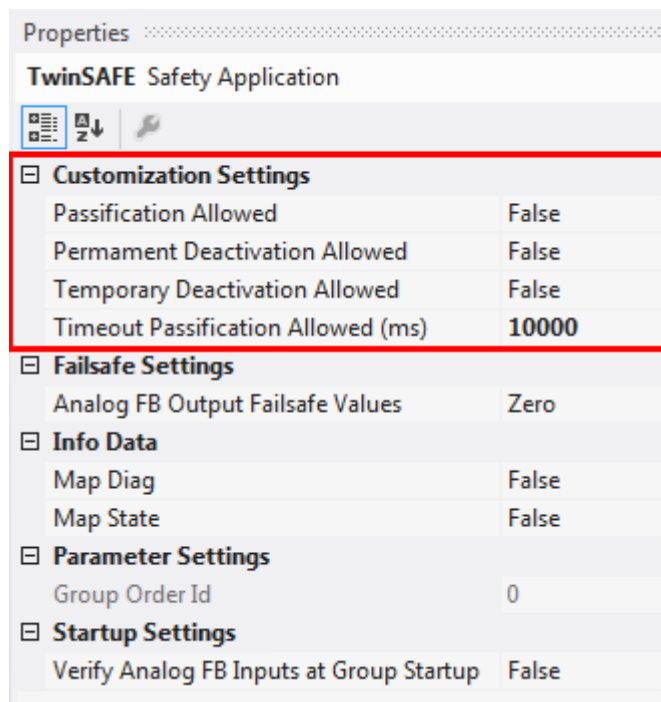 Properties
TwinSAFE Safety Application
Customization Settings
Passification Allowed False
Permament Deactivation Allowed False
Temporary Deactivation Allowed False
Timeout Passification Allowed (ms) 10000
Failsafe Settings
Analog FB Output Failsafe Values Zero
Info Data
Map Diag False
Map State False
Parameter Settings
Group Order Id 0
Startup Settings
Verify Analog FB Inputs at Group Startup False